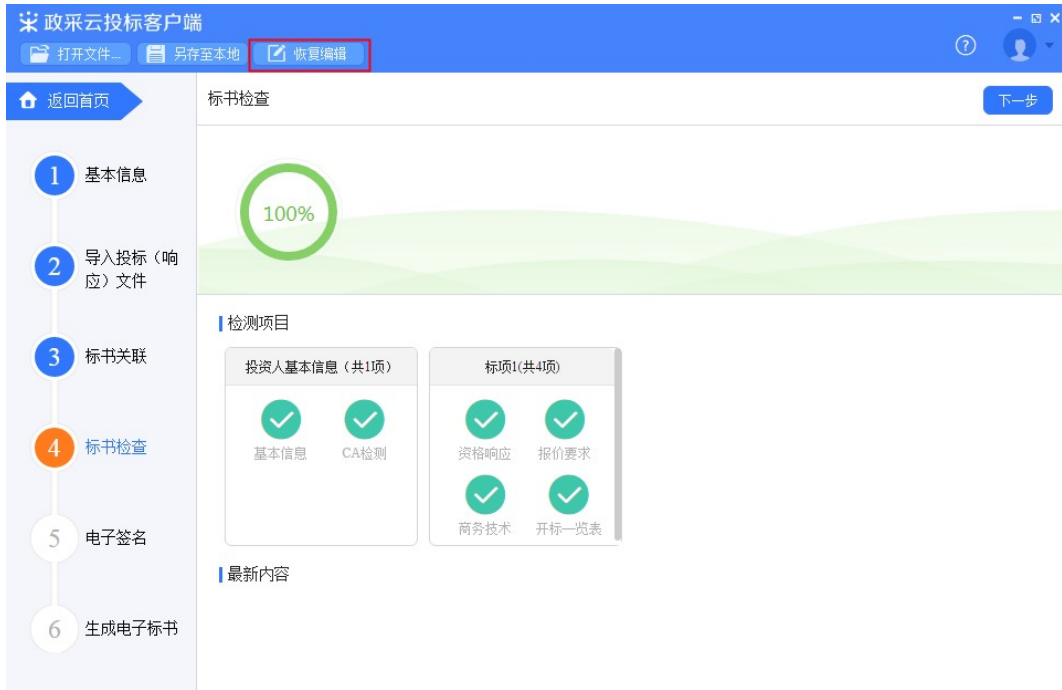 政采云投标客户端
打开文件... 另存至本地 恢复编辑
返回首页
标书检查
下一步
1 基本信息
2 导入投标（响
应）文件
3 标书关联
4 标书检查
5 电子签名
6 生成电子标书
100%
检测项目
投资人基本信息（共1项）
基本信息 CA检测
标项1(共4项)
资格响应 报价要求
商务技术 开标一览表
最新内容